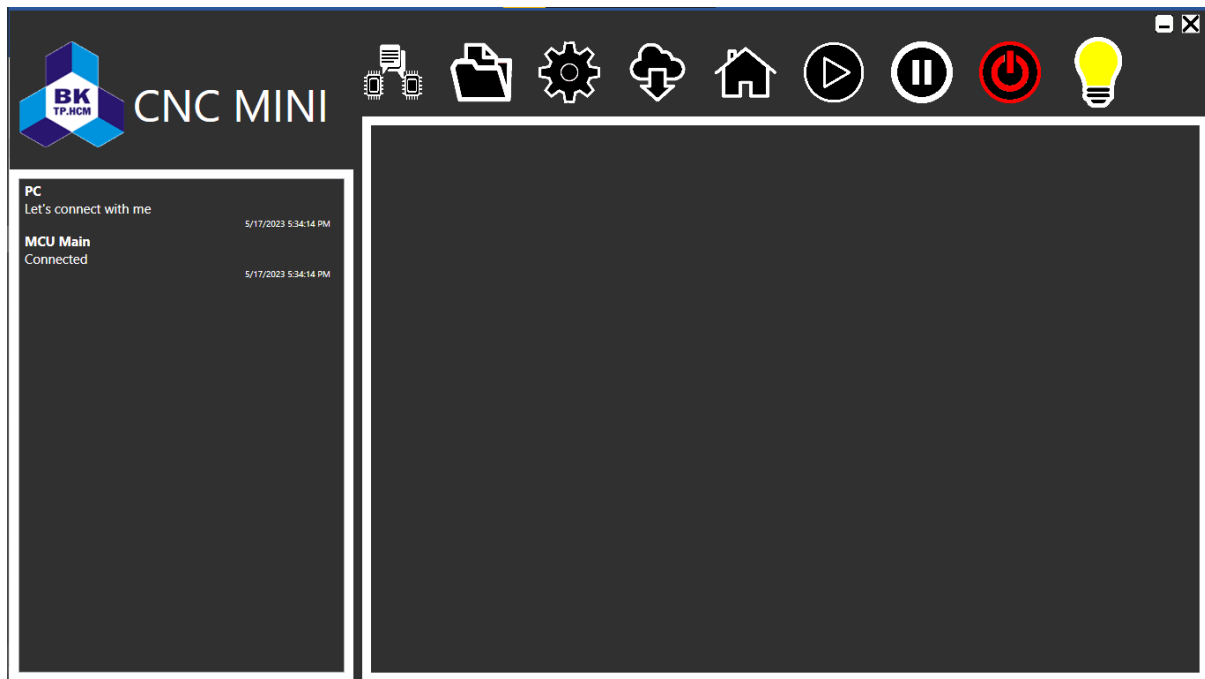 BK
TP.HCM
CNC MINI
PC
Let's connect with me
5/17/2023 5:34:14 PM
MCU Main
Connected
5/17/2023 5:34:14 PM